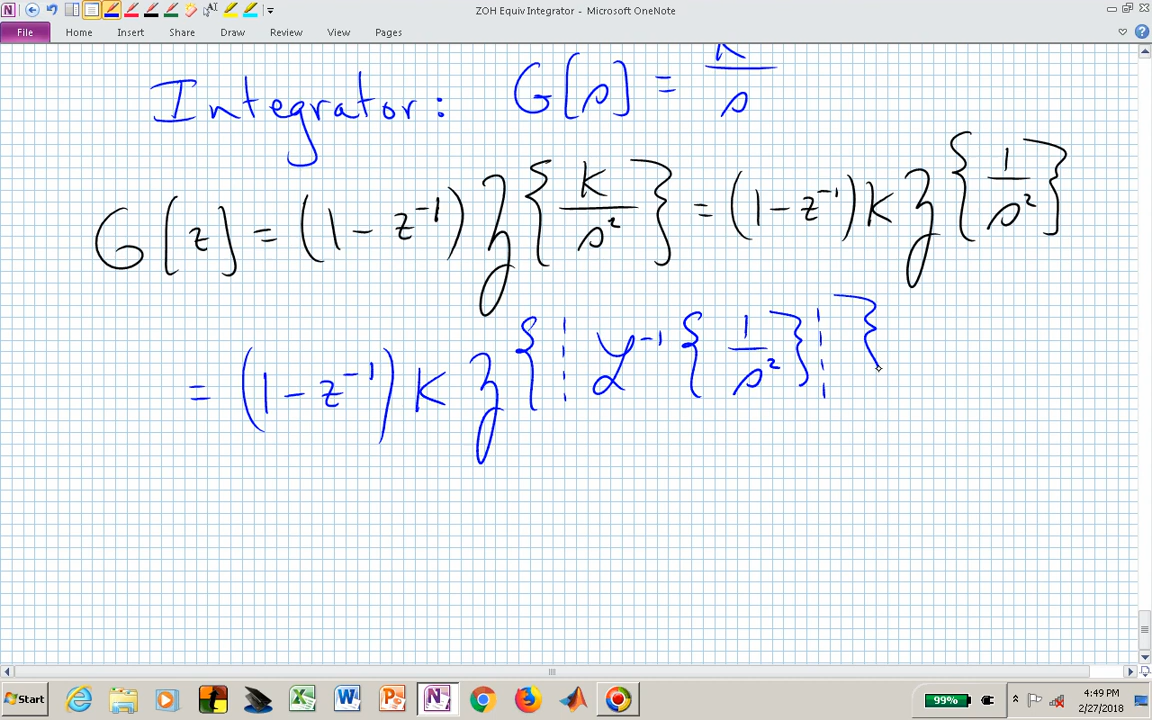 ZOH Equiv Integrator - Microsoft OneNote
File Home Insert Share Draw Review View Pages
Integrator: G[s] = K/s
G[z] = (1 - z⁻¹) 𝒵{K/s²} = (1 - z⁻¹) K 𝒵{1/s²}
= (1 - z⁻¹) K 𝒵{¦ ℒ⁻¹{1/s²} ¦}
Start 99% 4:49 PM
2/27/2018